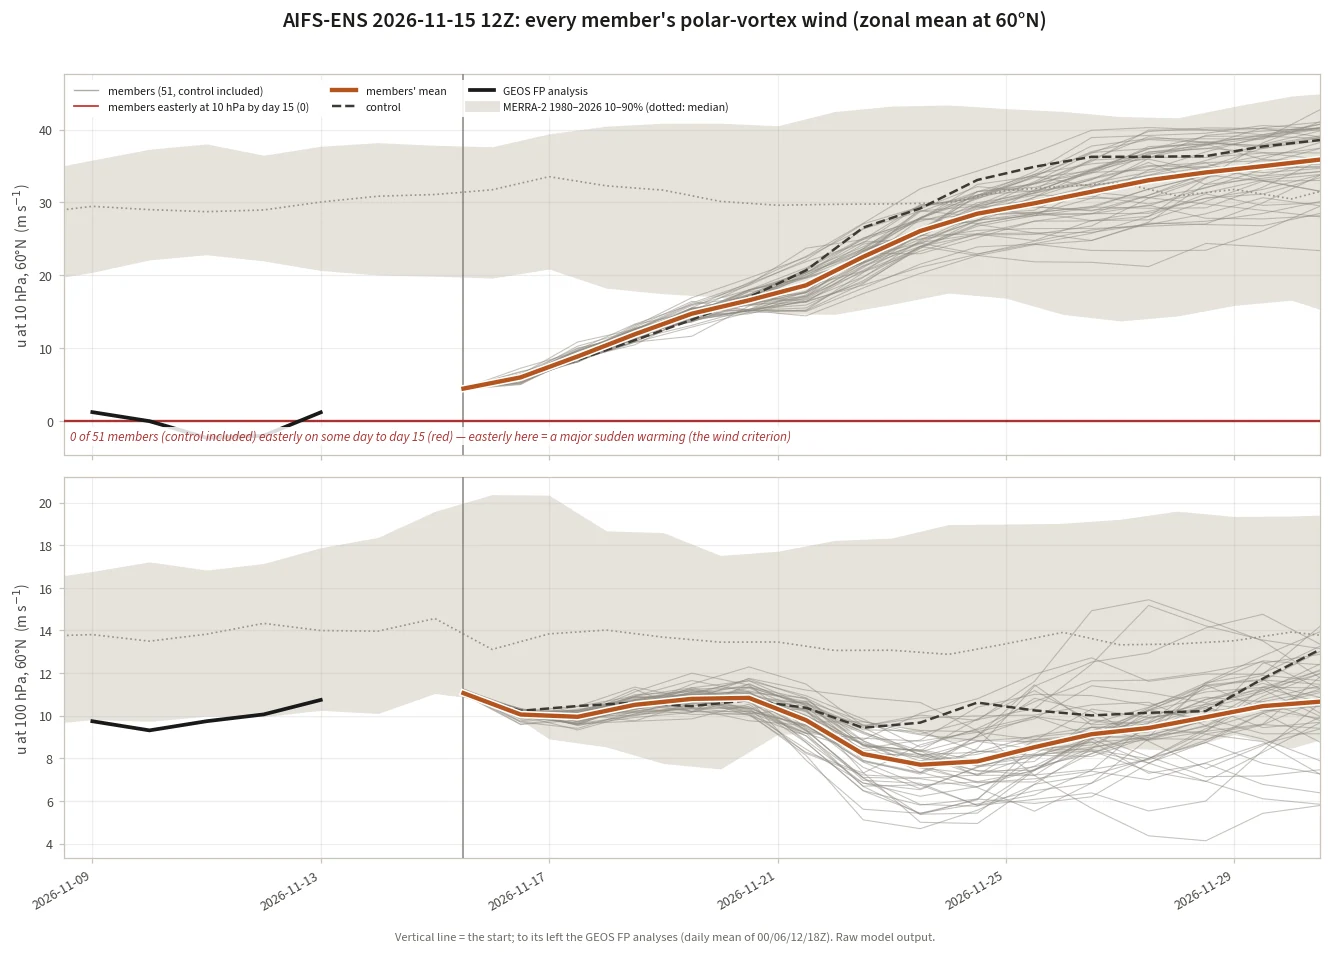 AIFS-ENS 2026-11-15 12Z: every member's polar-vortex wind (zonal mean at 60°N)
members (51, control included)
members easterly at 10 hPa by day 15 (0)
members' mean
control
GEOS FP analysis
MERRA-2 1980–2026 10–90% (dotted: median)
u at 10 hPa, 60°N (m s⁻¹)
40
30
20
10
0
0 of 51 members (control included) easterly on some day to day 15 (red) — easterly here = a major sudden warming (the wind criterion)
u at 100 hPa, 60°N (m s⁻¹)
20
18
16
14
12
10
8
6
4
2026-11-09
2026-11-13
2026-11-17
2026-11-21
2026-11-25
2026-11-29
Vertical line = the start; to its left the GEOS FP analyses (daily mean of 00/06/12/18Z). Raw model output.